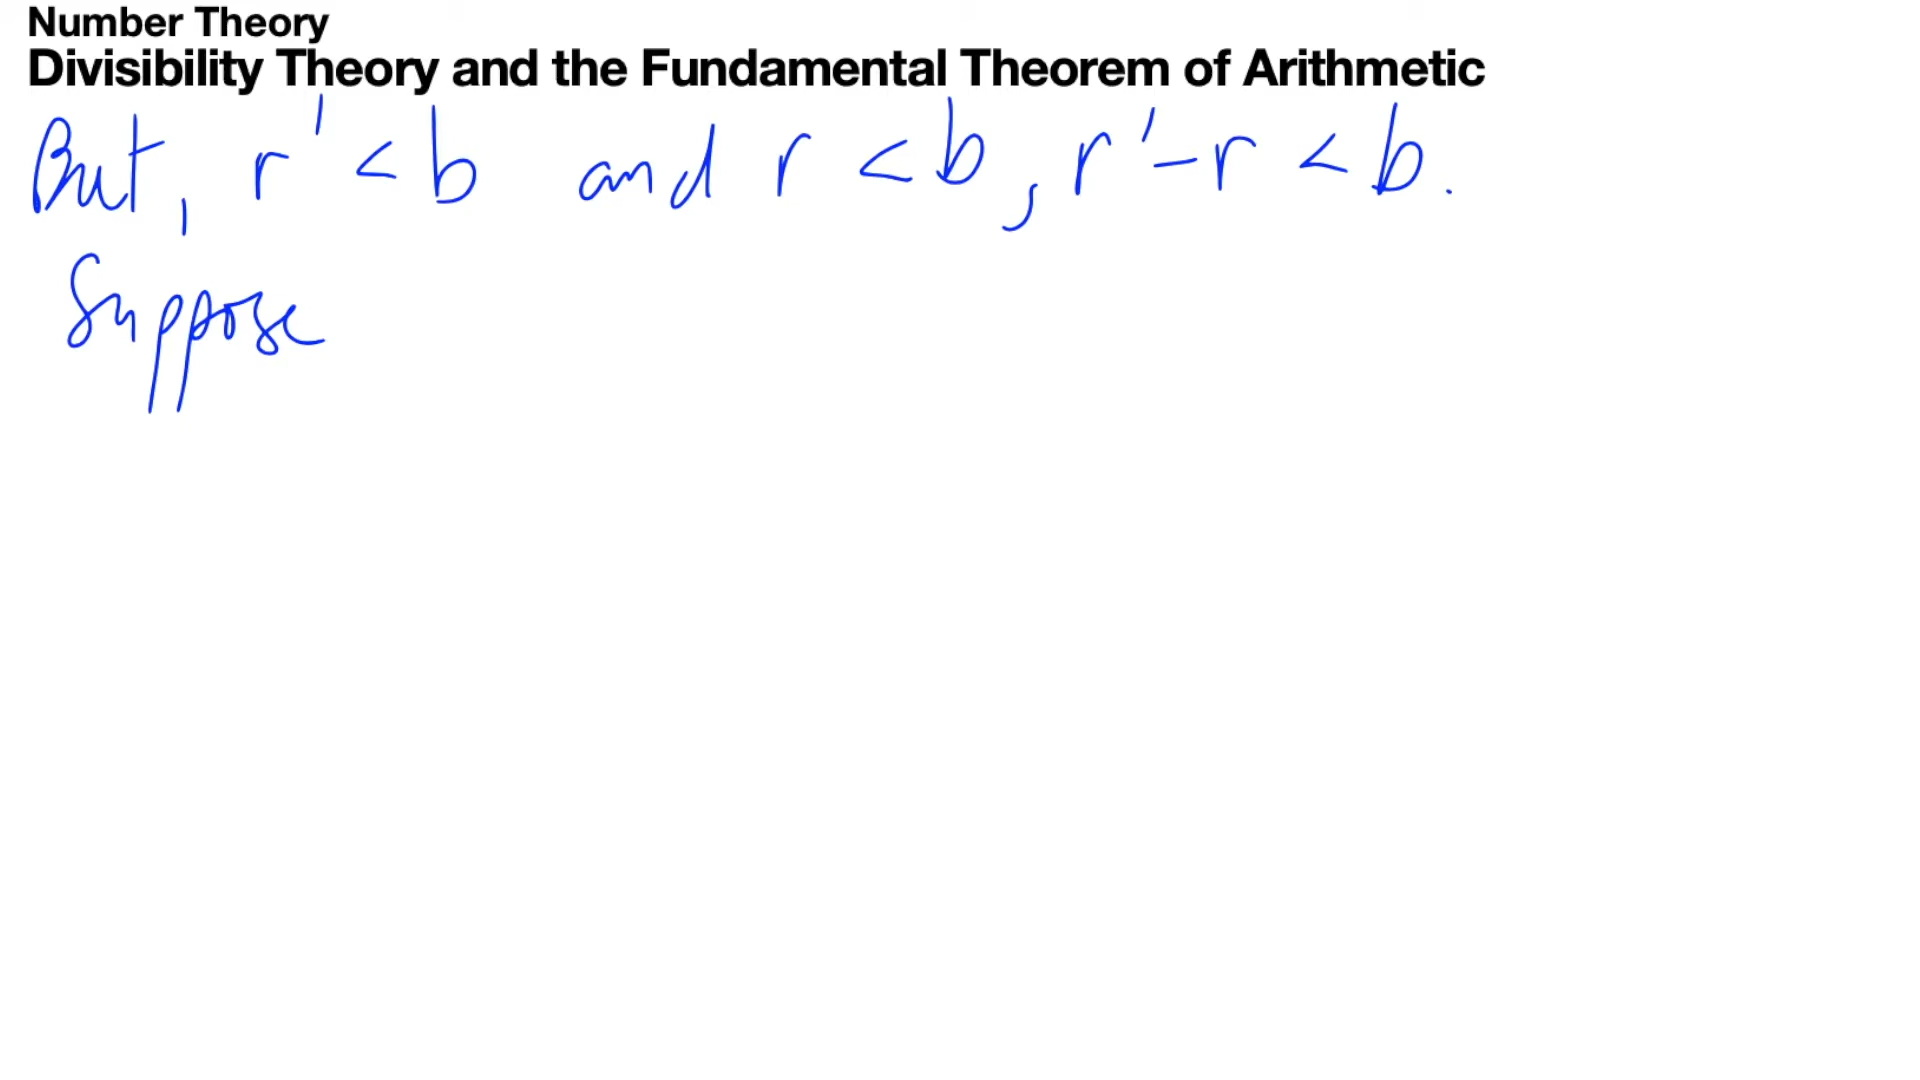 Number Theory
Divisibility Theory and the Fundamental Theorem of Arithmetic
But, r' < b and r < b, r' - r < b.
Suppose